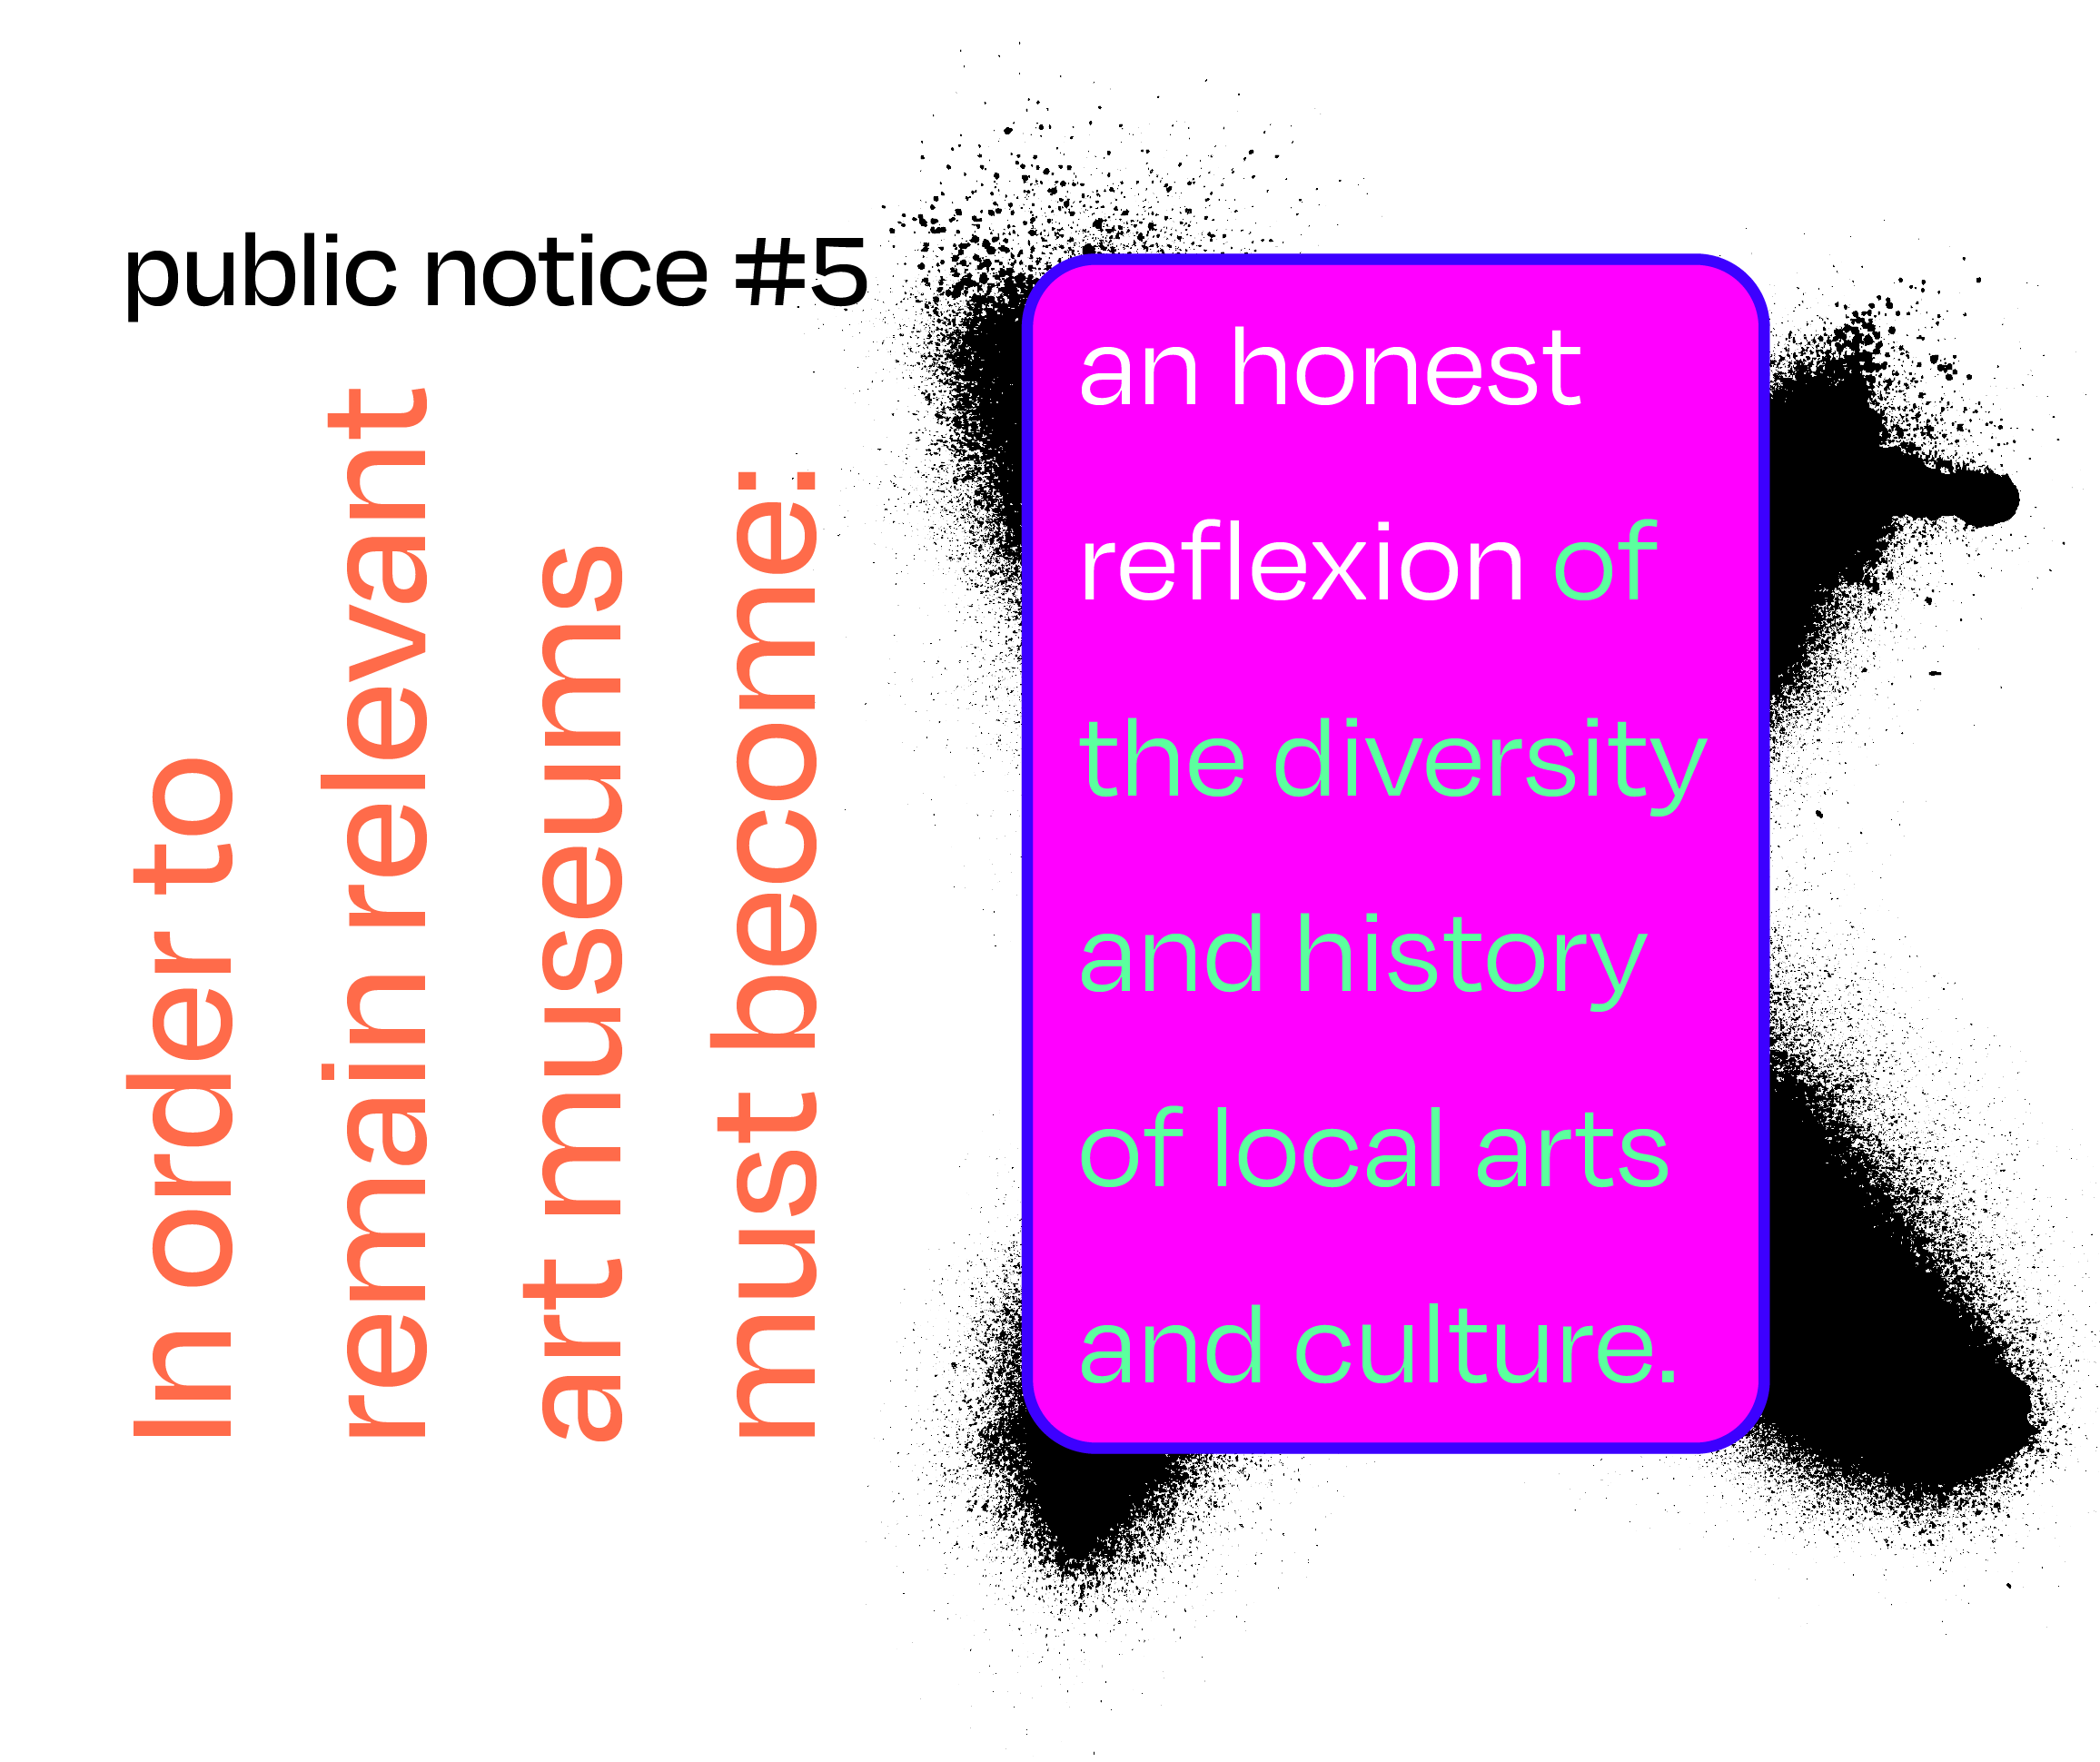 public notice #5
In order to
remain relevant
art museums
must become:
an honest
reflexion of
the diversity
and history
of local arts
and culture.